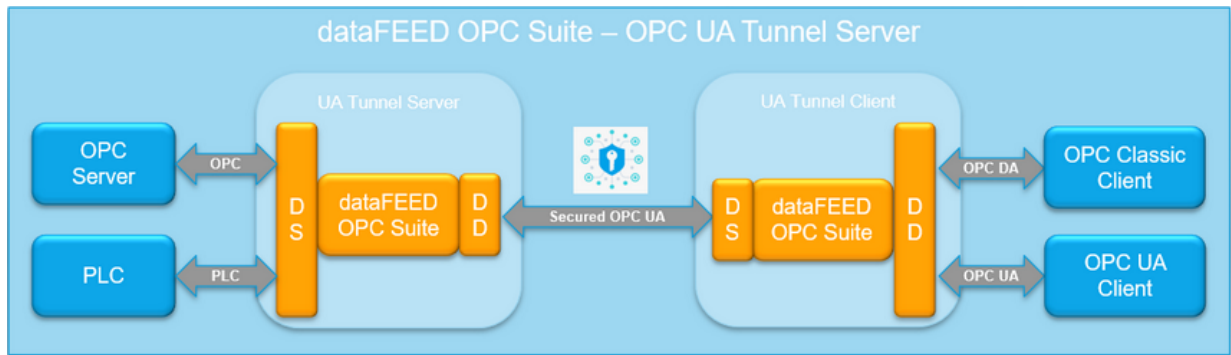 dataFEED OPC Suite – OPC UA Tunnel Server
UA Tunnel Server
UA Tunnel Client
OPC
Server
OPC
PLC
PLC
D
S
dataFEED
OPC Suite
D
D
Secured OPC UA
D
S
dataFEED
OPC Suite
D
D
OPC DA
OPC Classic
Client
OPC UA
OPC UA
Client